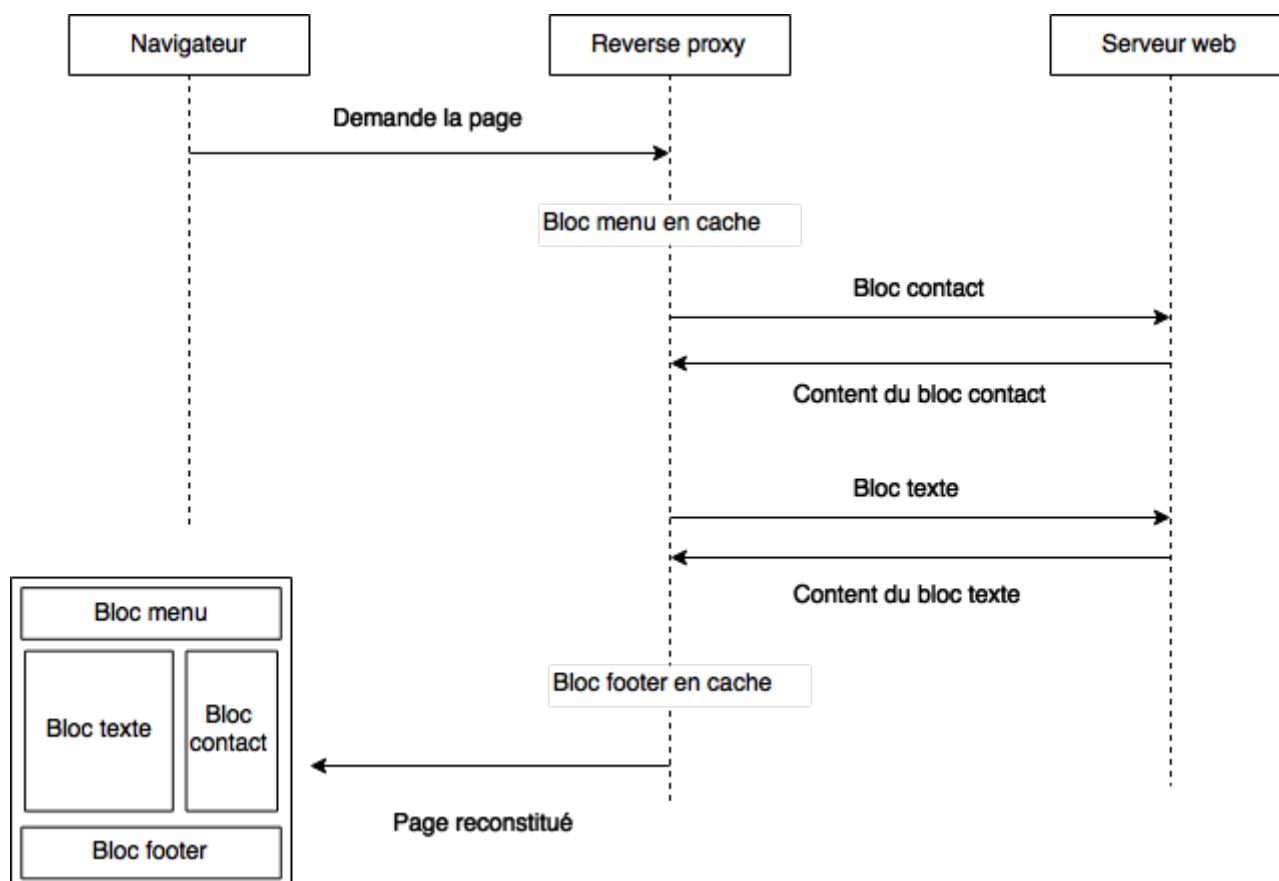 Navigateur
Reverse proxy
Serveur web
Demande la page
Bloc menu en cache
Bloc contact
Content du bloc contact
Bloc texte
Content du bloc texte
Bloc footer en cache
Page reconstitué
Bloc menu
Bloc texte
Bloc
contact
Bloc footer